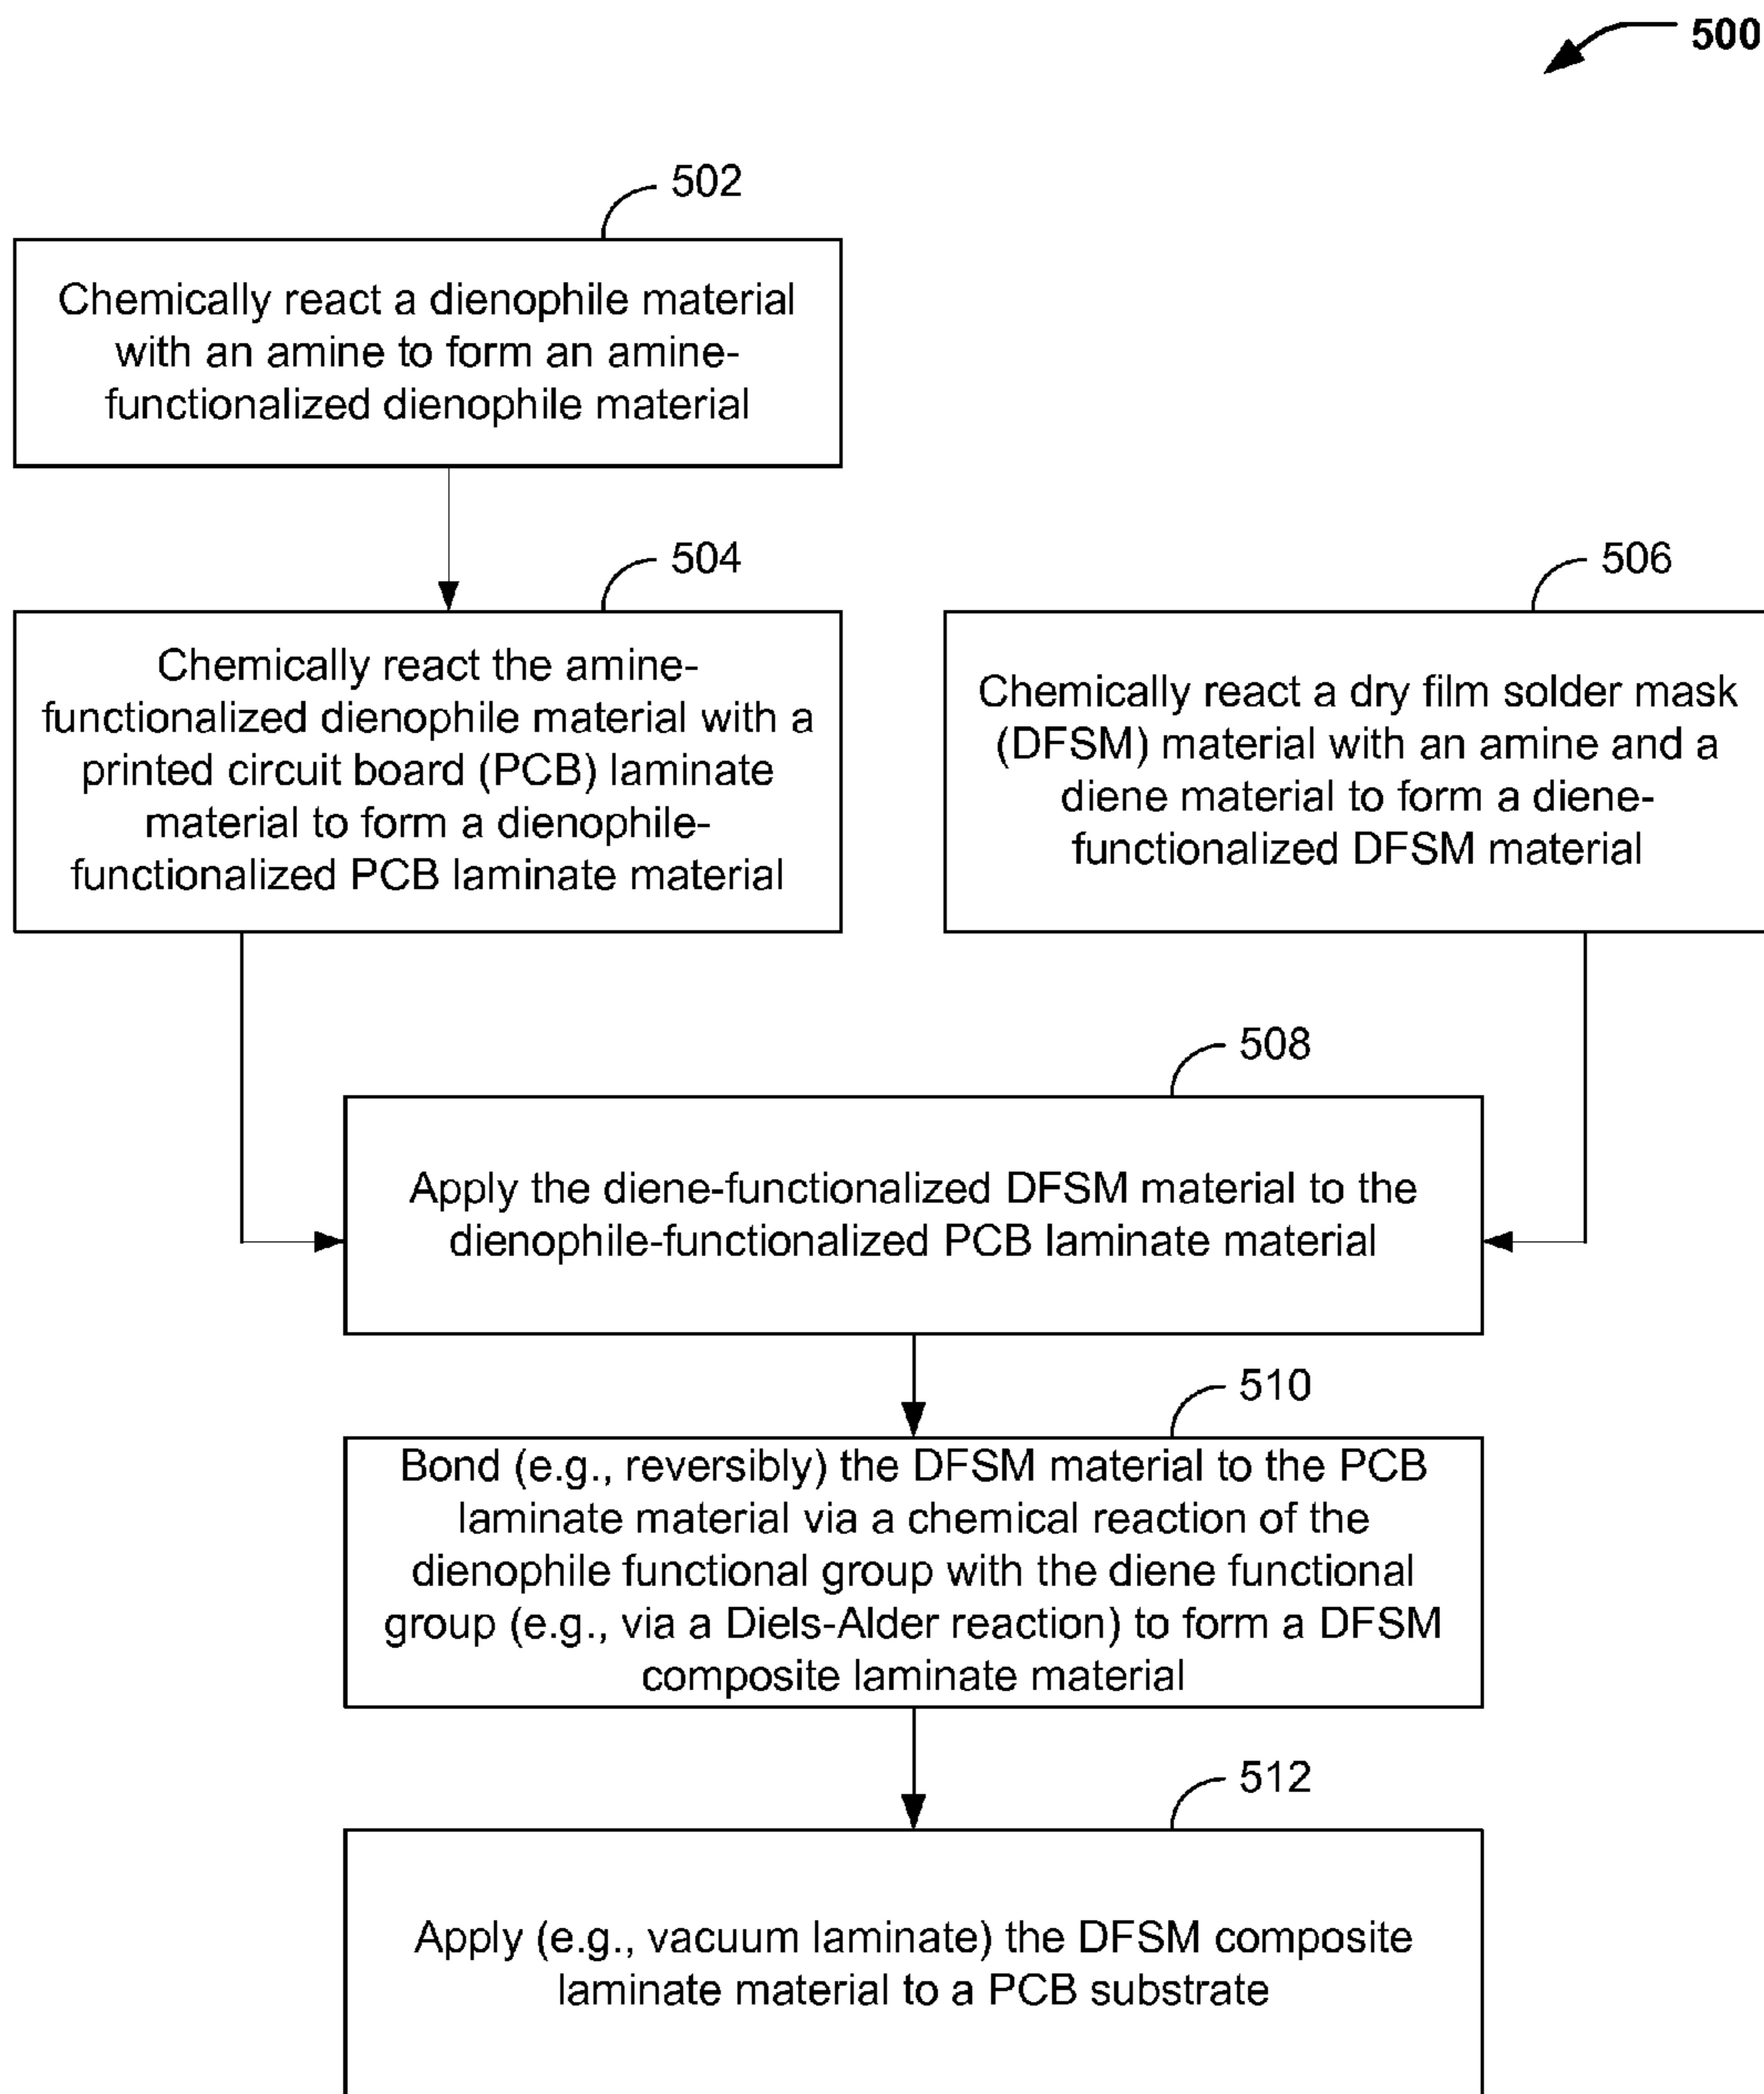 500
502
Chemically react a dienophile material
with an amine to form an amine-
functionalized dienophile material
504
Chemically react the amine-
functionalized dienophile material with a
printed circuit board (PCB) laminate
material to form a dienophile-
functionalized PCB laminate material
506
Chemically react a dry film solder mask
(DFSM) material with an amine and a
diene material to form a diene-
functionalized DFSM material
508
Apply the diene-functionalized DFSM material to the
dienophile-functionalized PCB laminate material
510
Bond (e.g., reversibly) the DFSM material to the PCB
laminate material via a chemical reaction of the
dienophile functional group with the diene functional
group (e.g., via a Diels-Alder reaction) to form a DFSM
composite laminate material
512
Apply (e.g., vacuum laminate) the DFSM composite
laminate material to a PCB substrate